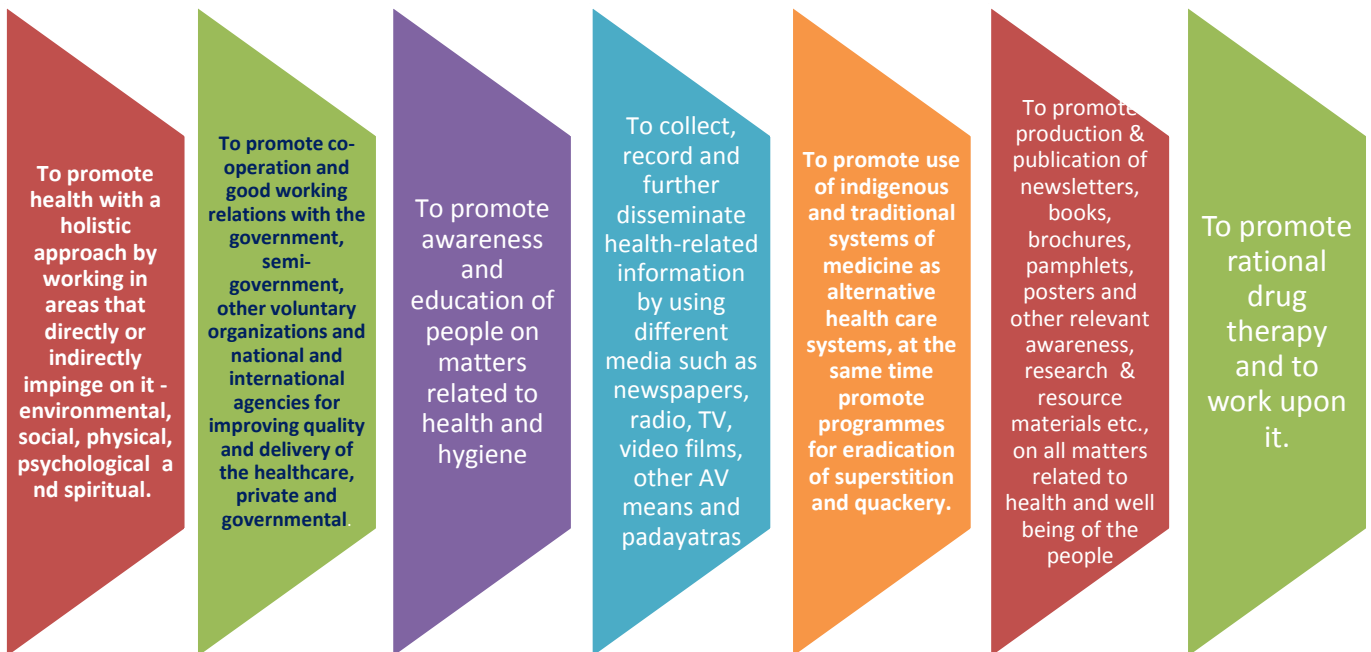 To promote
health with a
holistic
approach by
working in
areas that
directly or
indirectly
impinge on it -
environmental,
social, physical,
psychological a
nd spiritual.
To promote co-
operation and
good working
relations with the
government,
semi-
government,
other voluntary
organizations and
national and
international
agencies for
improving quality
and delivery of
the healthcare,
private and
governmental.
To promote
awareness
and
education of
people on
matters
related to
health and
hygiene
To collect,
record and
further
disseminate
health-related
information
by using
different
media such as
newspapers,
radio, TV,
video films,
other AV
means and
padayatras
To promote use
of indigenous
and traditional
systems of
medicine as
alternative
health care
systems, at the
same time
promote
programmes
for eradication
of superstition
and quackery.
To promote
production &
publication of
newsletters,
books,
brochures,
pamphlets,
posters and
other relevant
awareness,
research &
resource
materials etc.,
on all matters
related to
health and well
being of the
people
To promote
rational
drug
therapy
and to
work upon
it.